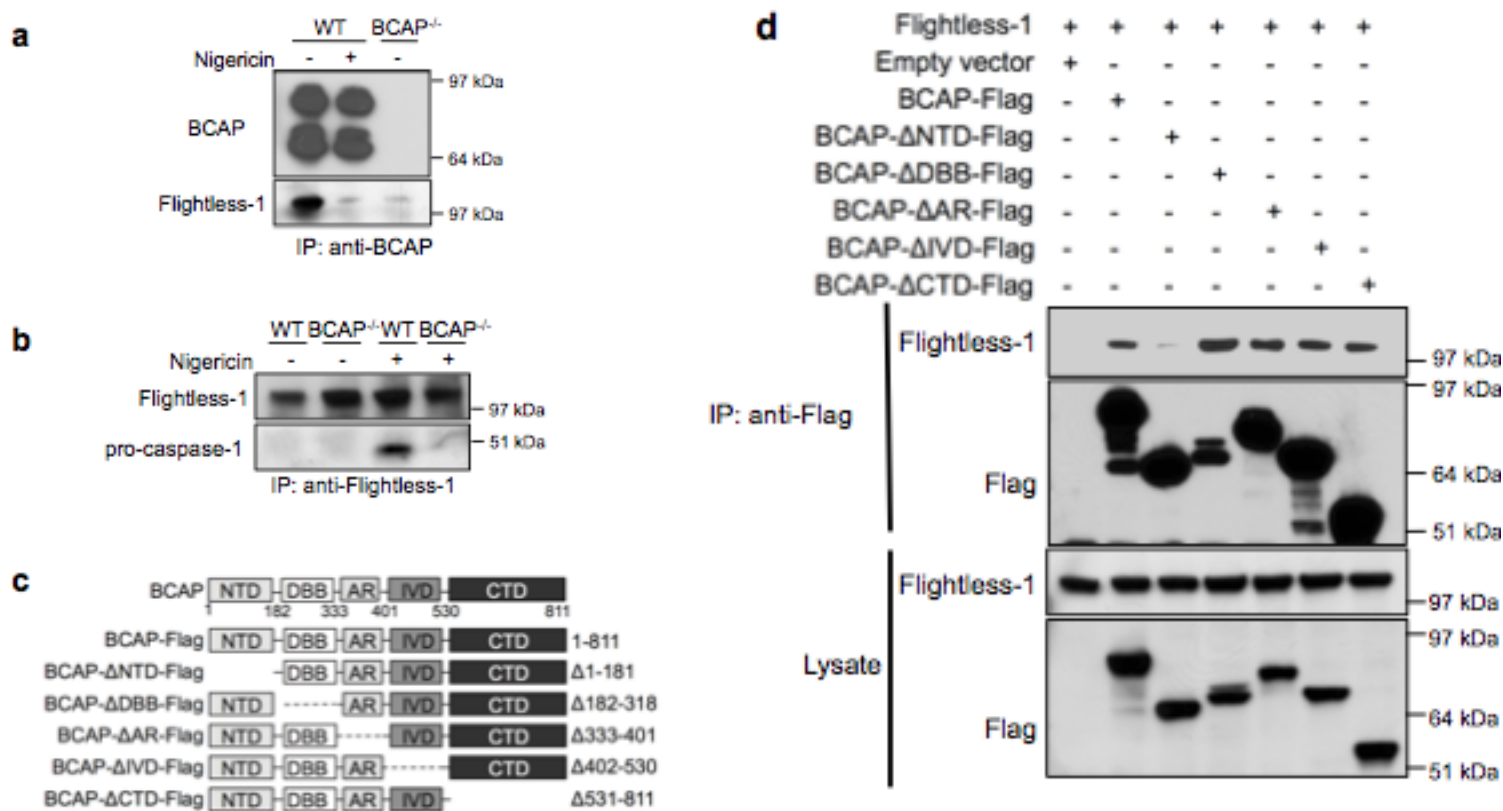 a
WT BCAP-/-
Nigericin - + -
97 kDa
BCAP
64 kDa
Flightless-1
97 kDa
IP: anti-BCAP
b
WT BCAP-/- WT BCAP-/-
Nigericin - - + +
Flightless-1
97 kDa
51 kDa
pro-caspase-1
IP: anti-Flightless-1
c
BCAP NTD DBB AR IVD CTD
1 182 333 401 530 811
BCAP-Flag NTD DBB AR IVD CTD 1-811
BCAP-ΔNTD-Flag DBB AR IVD CTD Δ1-181
BCAP-ΔDBB-Flag NTD AR IVD CTD Δ182-318
BCAP-ΔAR-Flag NTD DBB IVD CTD Δ333-401
BCAP-ΔIVD-Flag NTD DBB AR CTD Δ402-530
BCAP-ΔCTD-Flag NTD DBB AR IVD Δ531-811
d
Flightless-1 + + + + + + +
Empty vector + - - - - - -
BCAP-Flag - + - - - - -
BCAP-ΔNTD-Flag - - + - - - -
BCAP-ΔDBB-Flag - - - + - - -
BCAP-ΔAR-Flag - - - - + - -
BCAP-ΔIVD-Flag - - - - - + -
BCAP-ΔCTD-Flag - - - - - - +
Flightless-1
97 kDa
97 kDa
IP: anti-Flag
64 kDa
Flag
51 kDa
Flightless-1
97 kDa
97 kDa
Lysate
64 kDa
Flag
51 kDa